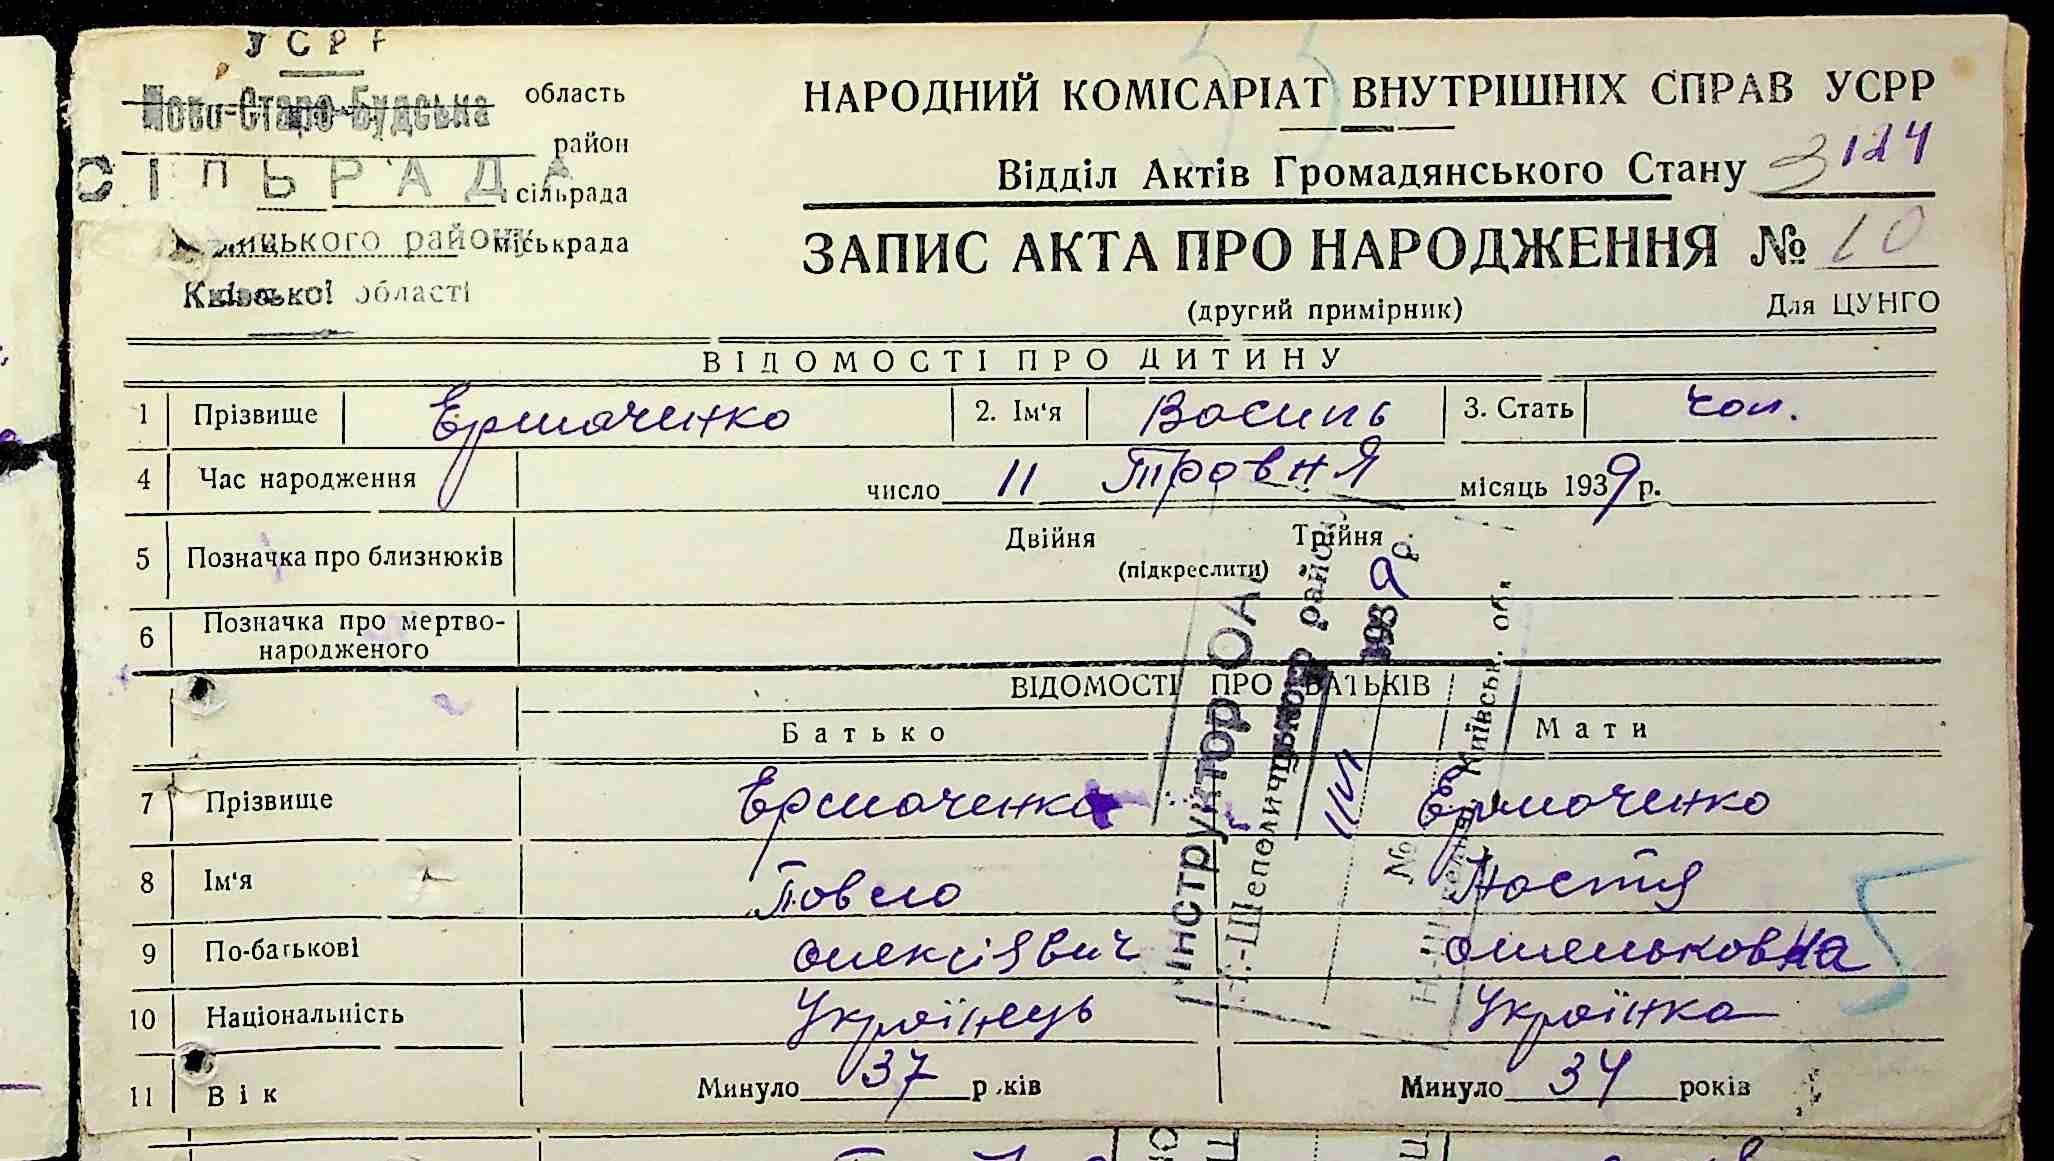 УСРР
Ново-Старо-Будська область
район
СІЛЬРАДА сільрада
району міськрада
Київської області
НАРОДНИЙ КОМІСАРІАТ ВНУТРІШНІХ СПРАВ УСРР
Відділ Актів Громадянського Стану 3124
ЗАПИС АКТА ПРО НАРОДЖЕННЯ № 10
(другий примірник) Для ЦУНГО
ВІДОМОСТІ ПРО ДИТИНУ
1 Прізвище Ермаченко 2. Ім'я Василь 3. Стать чол.
4 Час народження число 11 Травня місяць 1939 р.
5 Позначка про близнюків Двійня Трійня
(підкреслити)
6 Позначка про мертво-
народженого
ВІДОМОСТІ ПРО БАТЬКІВ
Батько Мати
7 Прізвище Ермаченко Ермаченко
8 Ім'я Павло Настя
9 По-батькові Олексіявич
10 Національність Українець Українка
11 Вік Минуло 37 років Минуло 34 років
Інструктор
1939 р.
№